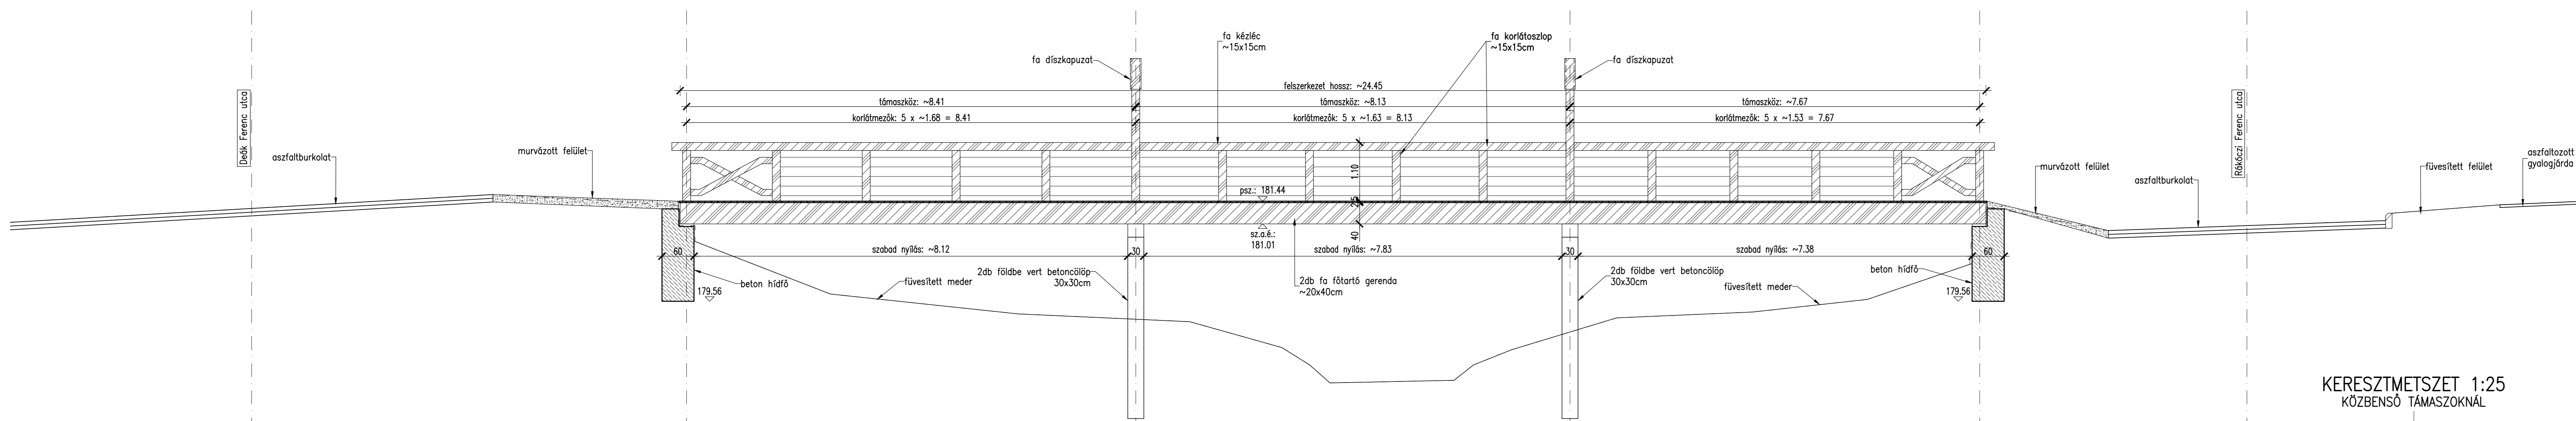 Deák Ferenc utca
aszfaltburkolat
murvázott felület
fa díszkapuzat
fa kézléc
~15x15cm
fa korlátoszlop
~15x15cm
fa díszkapuzat
felszerkezet hossz: ~24.45
támaszköz: ~8.41
támaszköz: ~8.13
támaszköz: ~7.67
korlátmezők: 5 x ~1.68 = 8.41
korlátmezők: 5 x ~1.63 = 8.13
korlátmezők: 5 x ~1.53 = 7.67
1.10
psz.: 181.44
2.5
40
sz.a.é.:
181.01
60
szabad nyílás: ~8.12
30
szabad nyílás: ~7.83
30
szabad nyílás: ~7.38
60
179.56
beton hídfő
füvesített meder
2db földbe vert betoncölöp
30x30cm
2db fa főtartó gerenda
~20x40cm
2db földbe vert betoncölöp
30x30cm
füvesített meder
beton hídfő
179.56
murvázott felület
aszfaltburkolat
Rákóczi Ferenc utca
füvesített felület
aszfaltozott
gyalogjárda
KERESZTMETSZET 1:25
KÖZBENSŐ TÁMASZOKNÁL